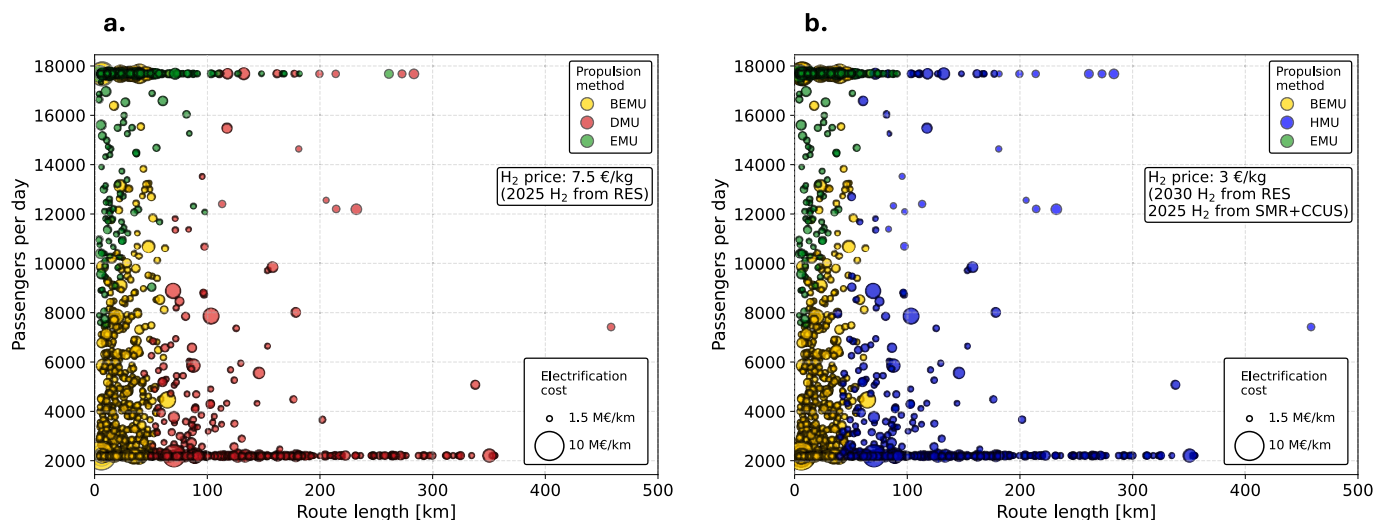 a.
18000
16000
14000
12000
10000
8000
6000
4000
2000
Passengers per day
0
100
200
300
400
500
Route length [km]
Propulsion
method
BEMU
DMU
EMU
H₂ price: 7.5 €/kg
(2025 H₂ from RES)
Electrification
cost
1.5 M€/km
10 M€/km
b.
18000
16000
14000
12000
10000
8000
6000
4000
2000
Passengers per day
0
100
200
300
400
500
Route length [km]
Propulsion
method
BEMU
HMU
EMU
H₂ price: 3 €/kg
(2030 H₂ from RES
2025 H₂ from SMR+CCUS)
Electrification
cost
1.5 M€/km
10 M€/km